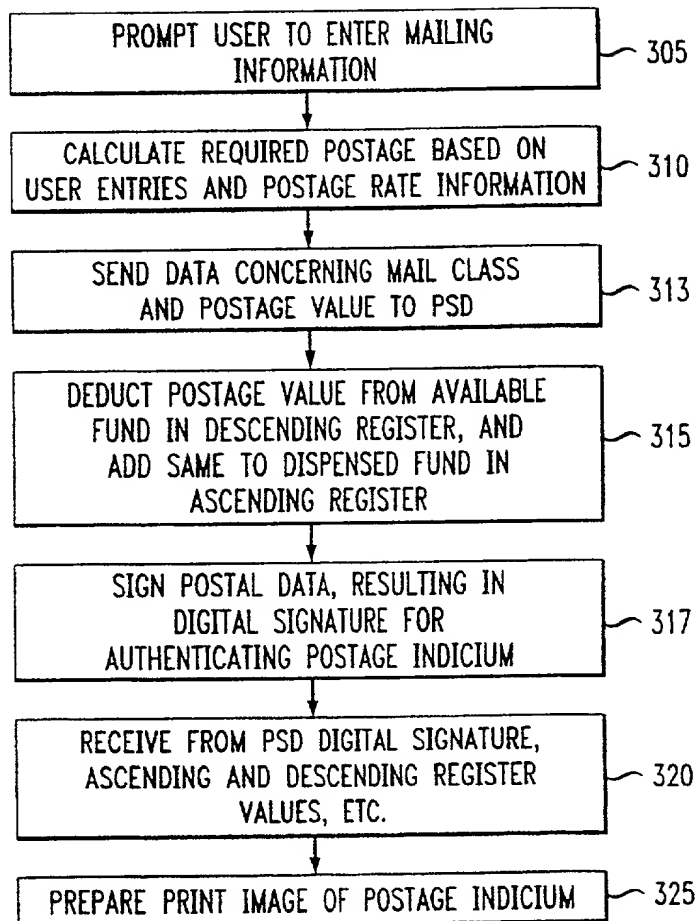 PROMPT USER TO ENTER MAILING
INFORMATION
305
CALCULATE REQUIRED POSTAGE BASED ON
USER ENTRIES AND POSTAGE RATE INFORMATION
310
SEND DATA CONCERNING MAIL CLASS
AND POSTAGE VALUE TO PSD
313
DEDUCT POSTAGE VALUE FROM AVAILABLE
FUND IN DESCENDING REGISTER, AND
ADD SAME TO DISPENSED FUND IN
ASCENDING REGISTER
315
SIGN POSTAL DATA, RESULTING IN
DIGITAL SIGNATURE FOR
AUTHENTICATING POSTAGE INDICIUM
317
RECEIVE FROM PSD DIGITAL SIGNATURE,
ASCENDING AND DESCENDING REGISTER
VALUES, ETC.
320
PREPARE PRINT IMAGE OF POSTAGE INDICIUM
325